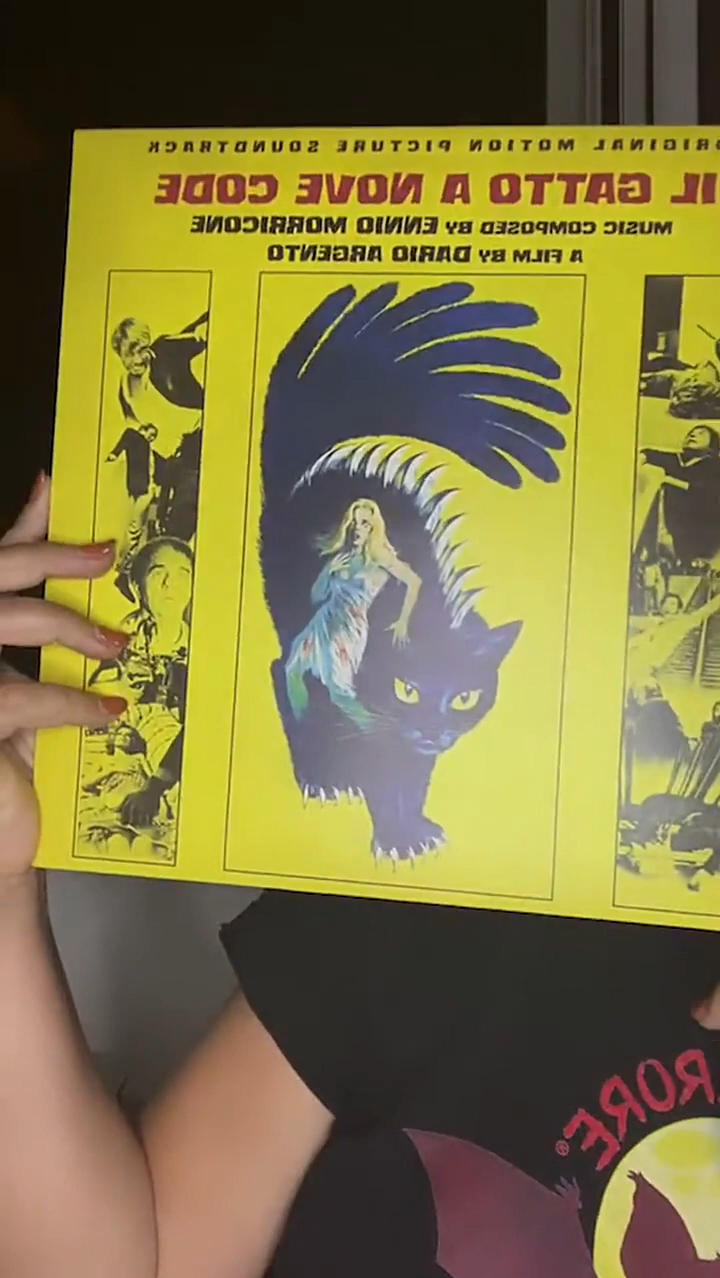 ORIGINAL MOTION PICTURE SOUNDTRACK
IL GATTO A NOVE CODE
MUSIC COMPOSED BY ENNIO MORRICONE
A FILM BY DARIO ARGENTO
RORE®